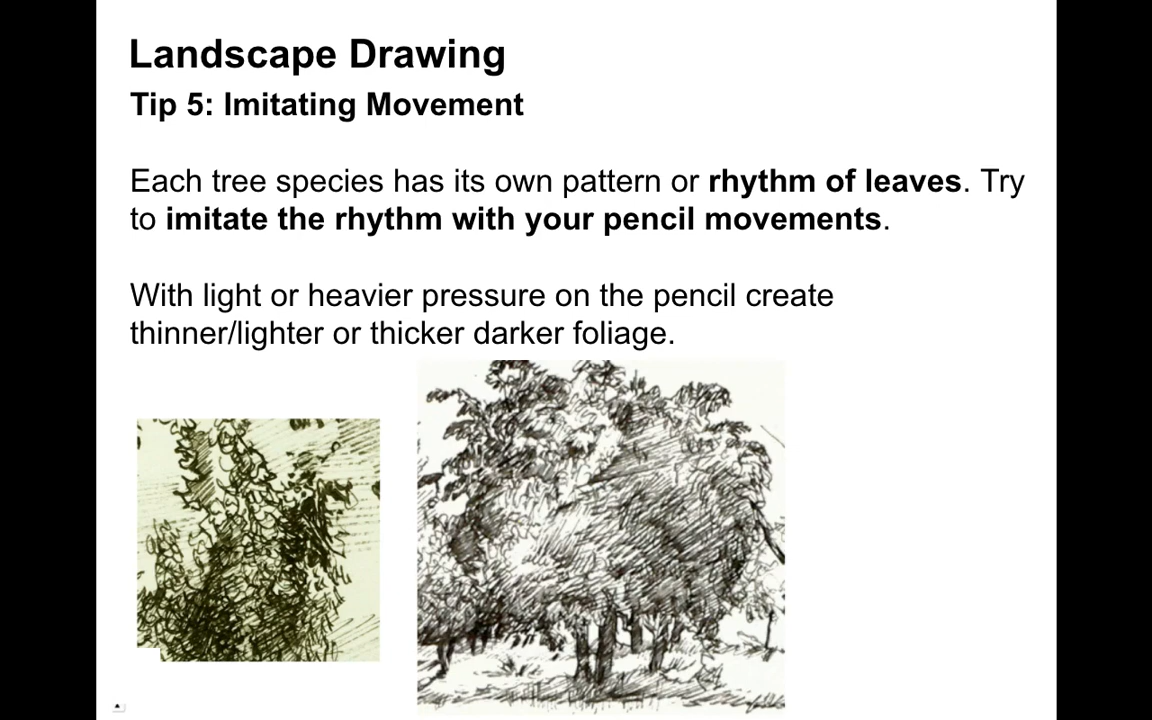 Landscape Drawing
Tip 5: Imitating Movement
Each tree species has its own pattern or rhythm of leaves. Try
to imitate the rhythm with your pencil movements.
With light or heavier pressure on the pencil create
thinner/lighter or thicker darker foliage.